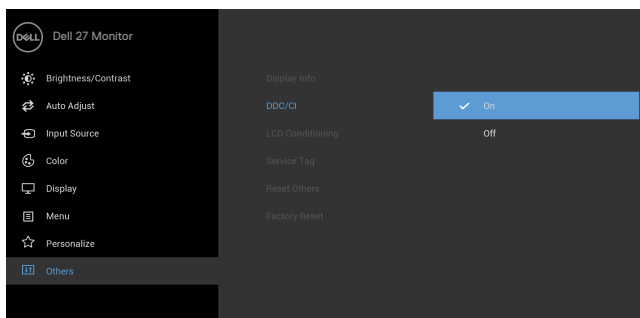 DELL Dell 27 Monitor
Brightness/Contrast Display Info
Auto Adjust DDC/CI On
Input Source LCD Conditioning Off
Color Service Tag
Display Reset Others
Menu Factory Reset
Personalize
Others